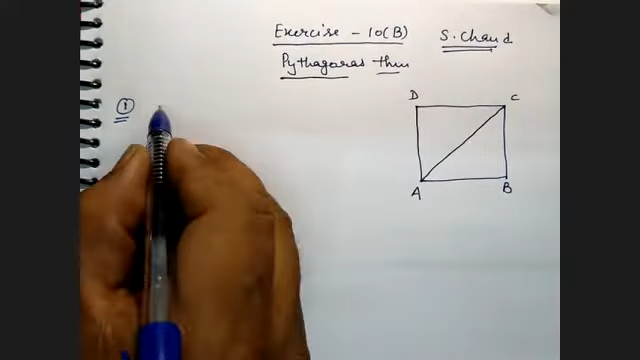 Exercise - 10(B) S. Chand
Pythagoras thm
①
D C
A B